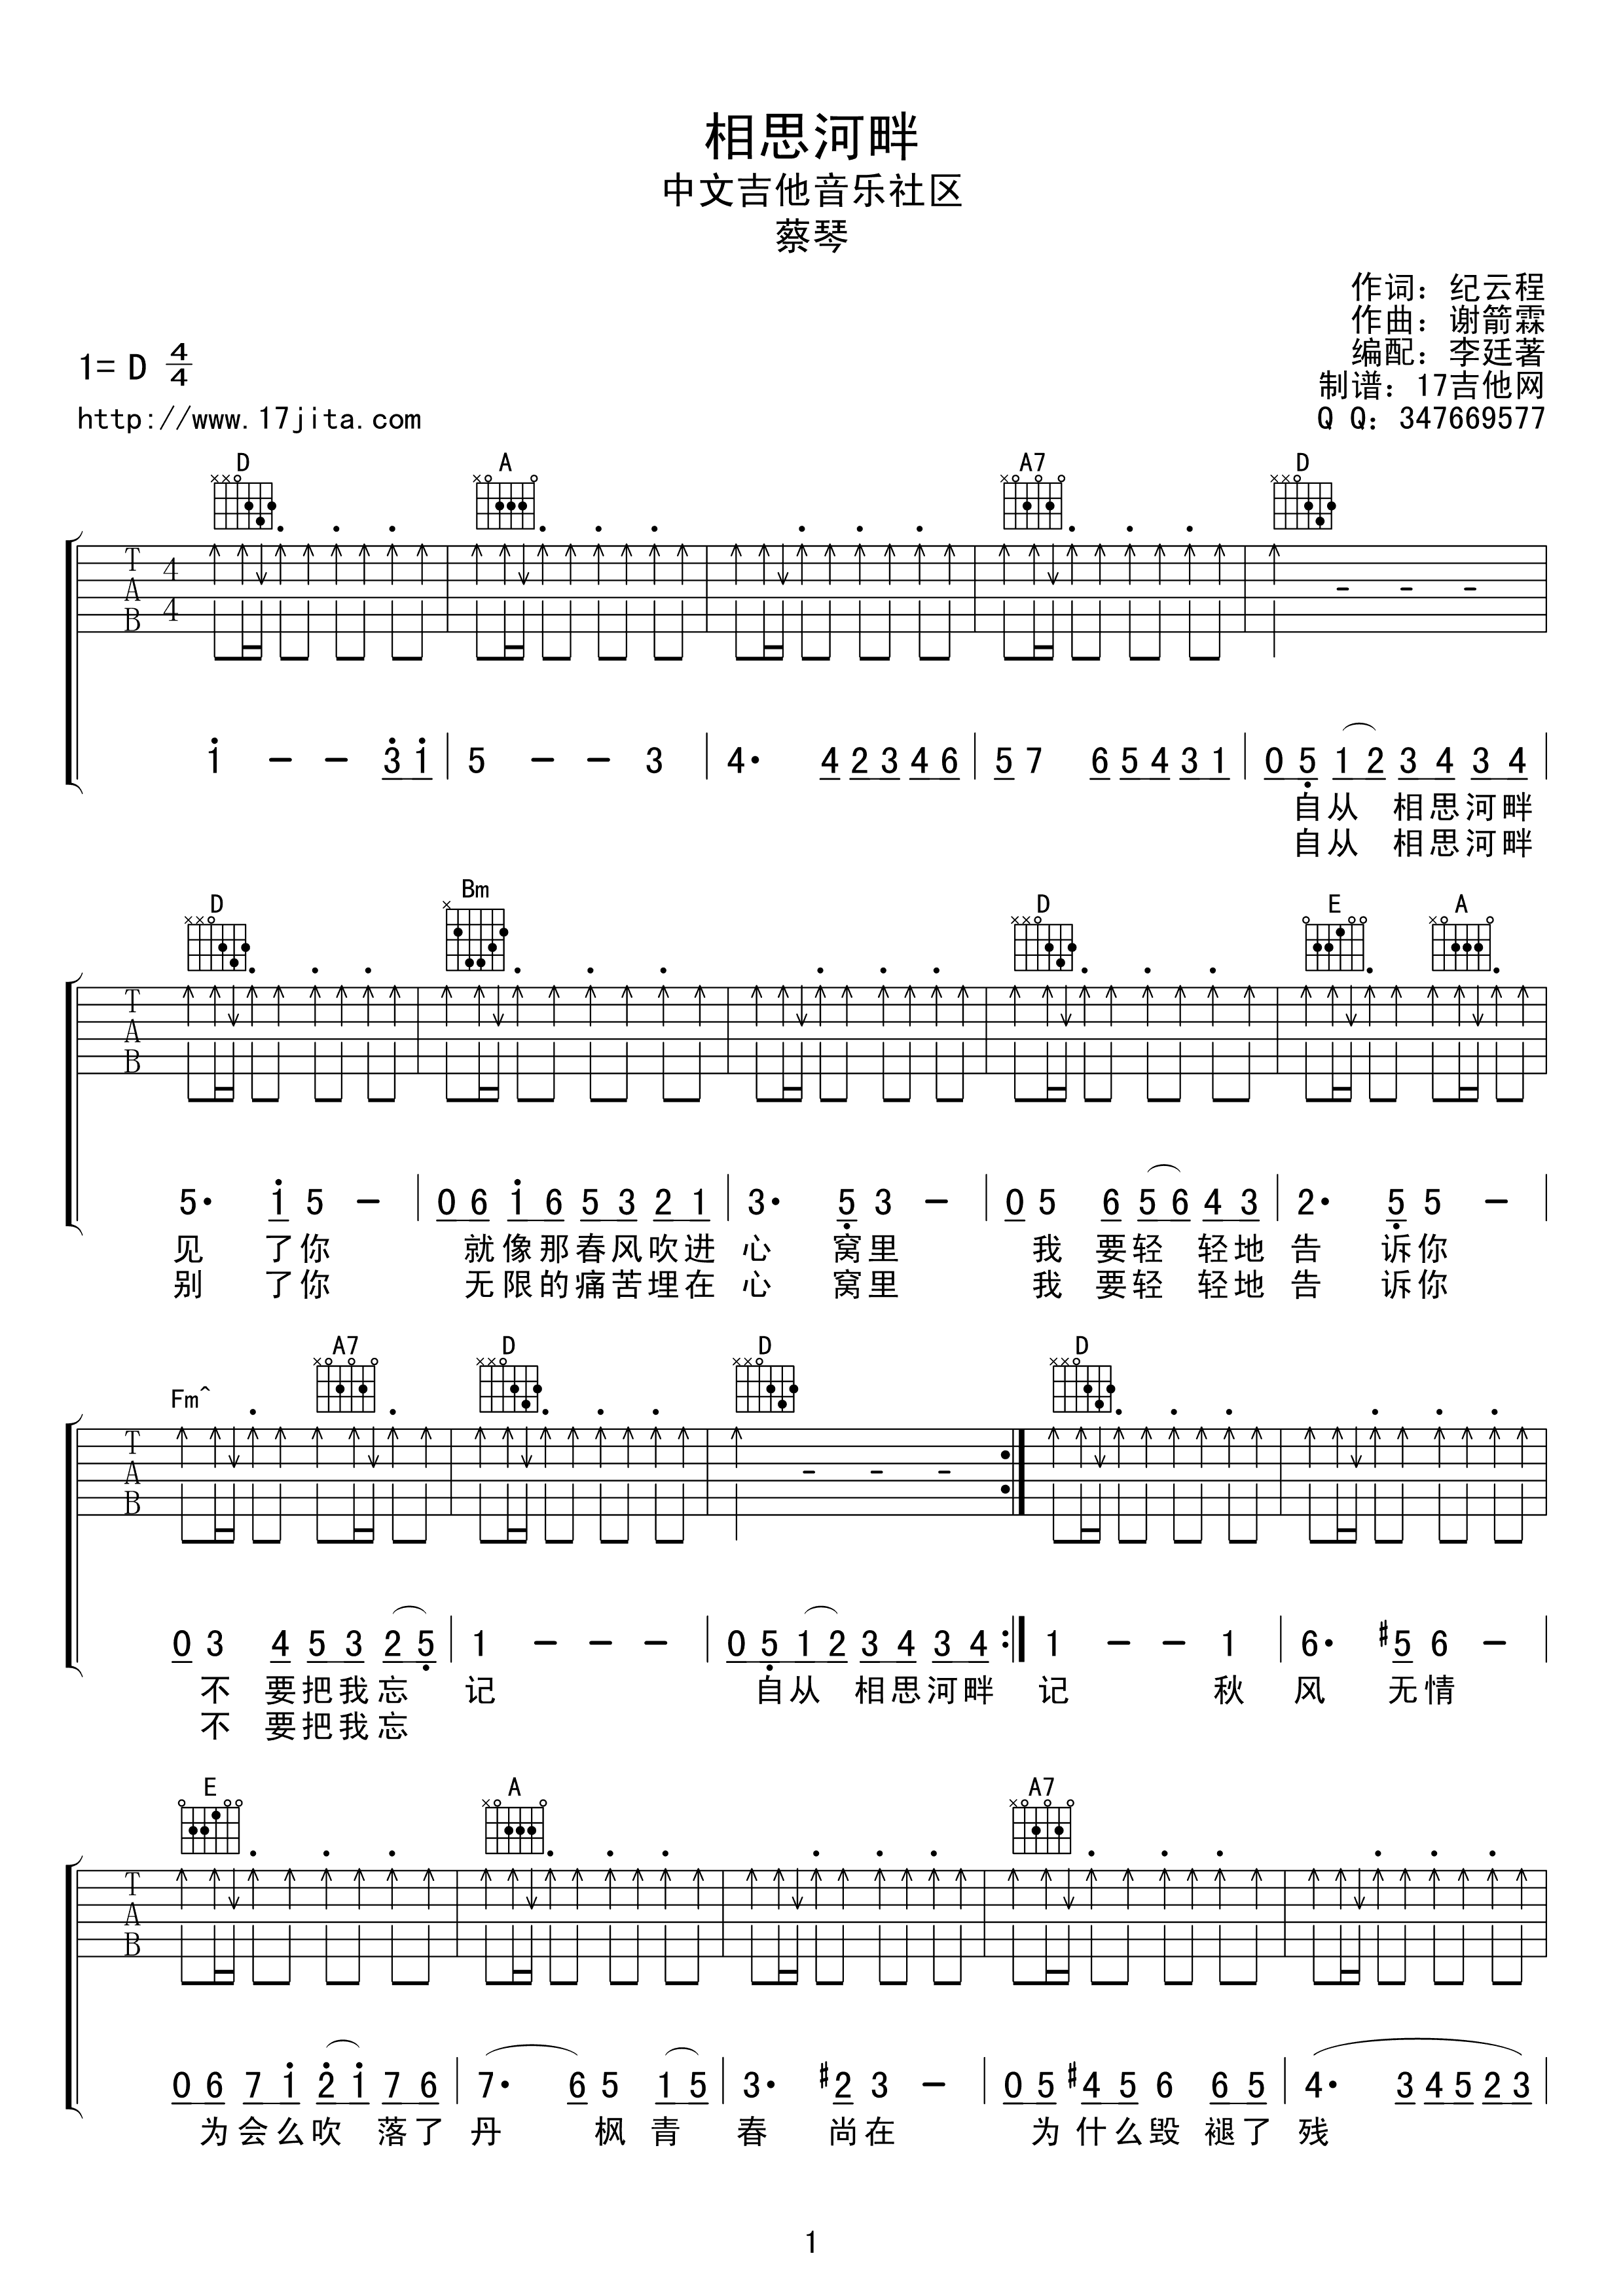 相思河畔
中文吉他音乐社区
蔡琴
作词：纪云程
作曲：谢箭霖
编配：李廷著
1= D 4/4
制谱：17吉他网
http://www.17jita.com
Q Q：347669577
D A A7 D
T A B 4 4
1 – – 3 1 | 5 – – 3 | 4· 4 2 3 4 6 | 5 7 6 5 4 3 1 | 0 5 1 2 3 4 3 4 |
自从 相思河畔
自从 相思河畔
D Bm D E A
T A B
5· 1 5 – | 0 6 1 6 5 3 2 1 | 3· 5 3 – | 0 5 6 5 6 4 3 | 2· 5 5 – |
见 了你 就像那春风吹进 心 窝里 我 要轻 轻地 告 诉你
别 了你 无限的痛苦埋在 心 窝里 我 要轻 轻地 告 诉你
Fm^ A7 D D D
T A B
0 3 4 5 3 2 5 | 1 – – – | 0 5 1 2 3 4 3 4 :| 1 – – 1 | 6· #5 6 – |
不 要把我忘 记 自从 相思河畔 记 秋 风 无情
不 要把我忘
E A A7
T A B
0 6 7 1 2 1 7 6 | 7· 6 5 1 5 | 3· #2 3 – | 0 5 #4 5 6 6 5 | 4· 3 4 5 2 3 |
为会么吹 落了 丹 枫 青 春 尚在 为 什么毁 褪了 残
1